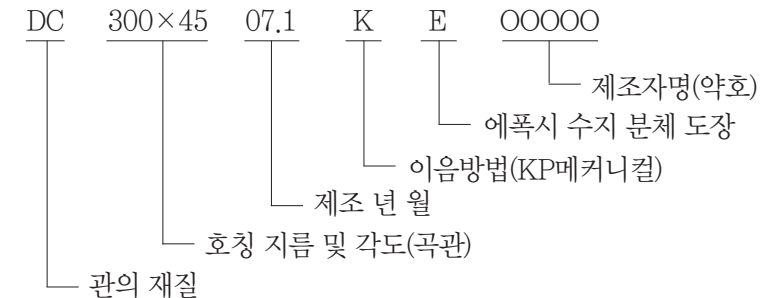 DC 300×45 07.1 K E OOOOO
제조자명(약호)
에폭시 수지 분체 도장
이음방법(KP메커니컬)
제조 년 월
호칭 지름 및 각도(곡관)
관의 재질